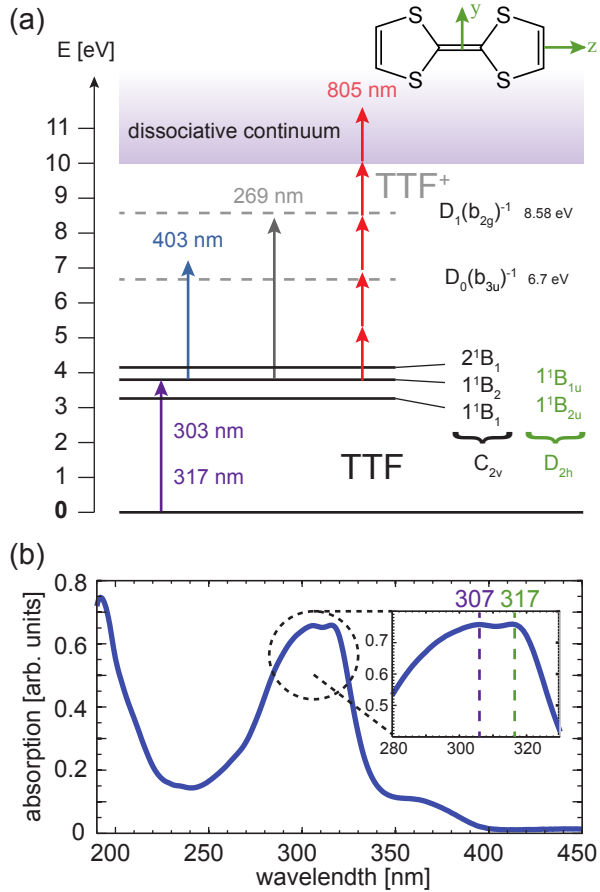 (a)
E [eV]
y
S S
z
S S
805 nm
11
dissociative continuum
10
TTF⁺
9
269 nm
D₁(b₂g)⁻¹ 8.58 eV
8
403 nm
7
D₀(b₃ᵤ)⁻¹ 6.7 eV
6
5
2¹B₁
4
1¹B₂ 1¹B₁ᵤ
3
1¹B₁ 1¹B₂ᵤ
303 nm
2
TTF
C₂ᵥ D₂ₕ
1
317 nm
0
(b)
0.8
307 317
0.7
0.6
0.6
0.5
280 300 320
0.4
0.2
0
absorption [arb. units]
200 250 300 350 400 450
wavelendth [nm]